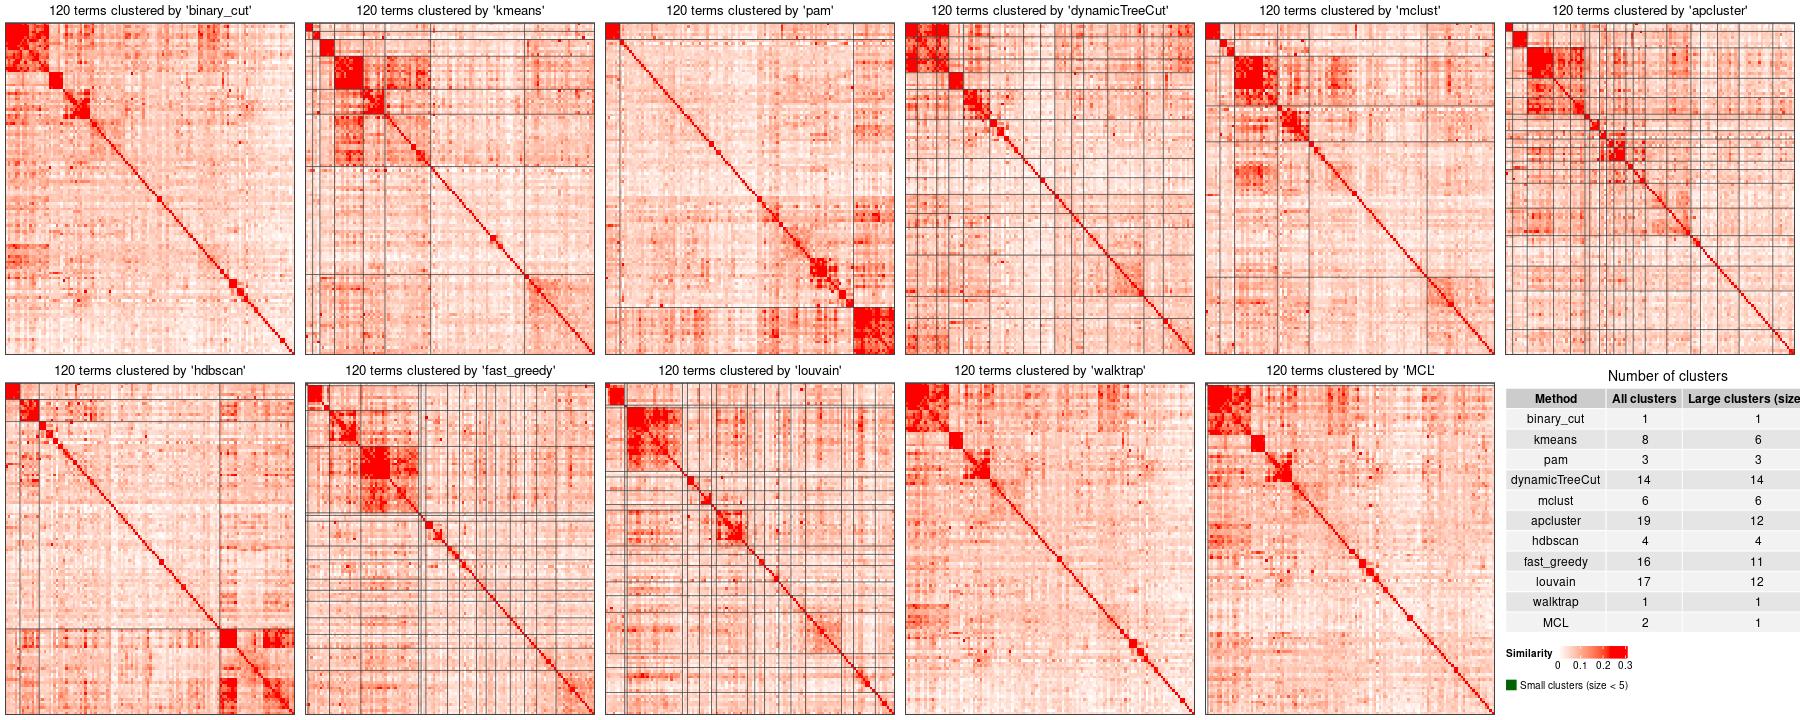 120 terms clustered by 'binary_cut'
120 terms clustered by 'kmeans'
120 terms clustered by 'pam'
120 terms clustered by 'dynamicTreeCut'
120 terms clustered by 'mclust'
120 terms clustered by 'apcluster'
120 terms clustered by 'hdbscan'
120 terms clustered by 'fast_greedy'
120 terms clustered by 'louvain'
120 terms clustered by 'walktrap'
120 terms clustered by 'MCL'
Number of clusters
Method All clusters Large clusters (size
binary_cut 1 1
kmeans 8 6
pam 3 3
dynamicTreeCut 14 14
mclust 6 6
apcluster 19 12
hdbscan 4 4
fast_greedy 16 11
louvain 17 12
walktrap 1 1
MCL 2 1
Similarity
0 0.1 0.2 0.3
Small clusters (size < 5)